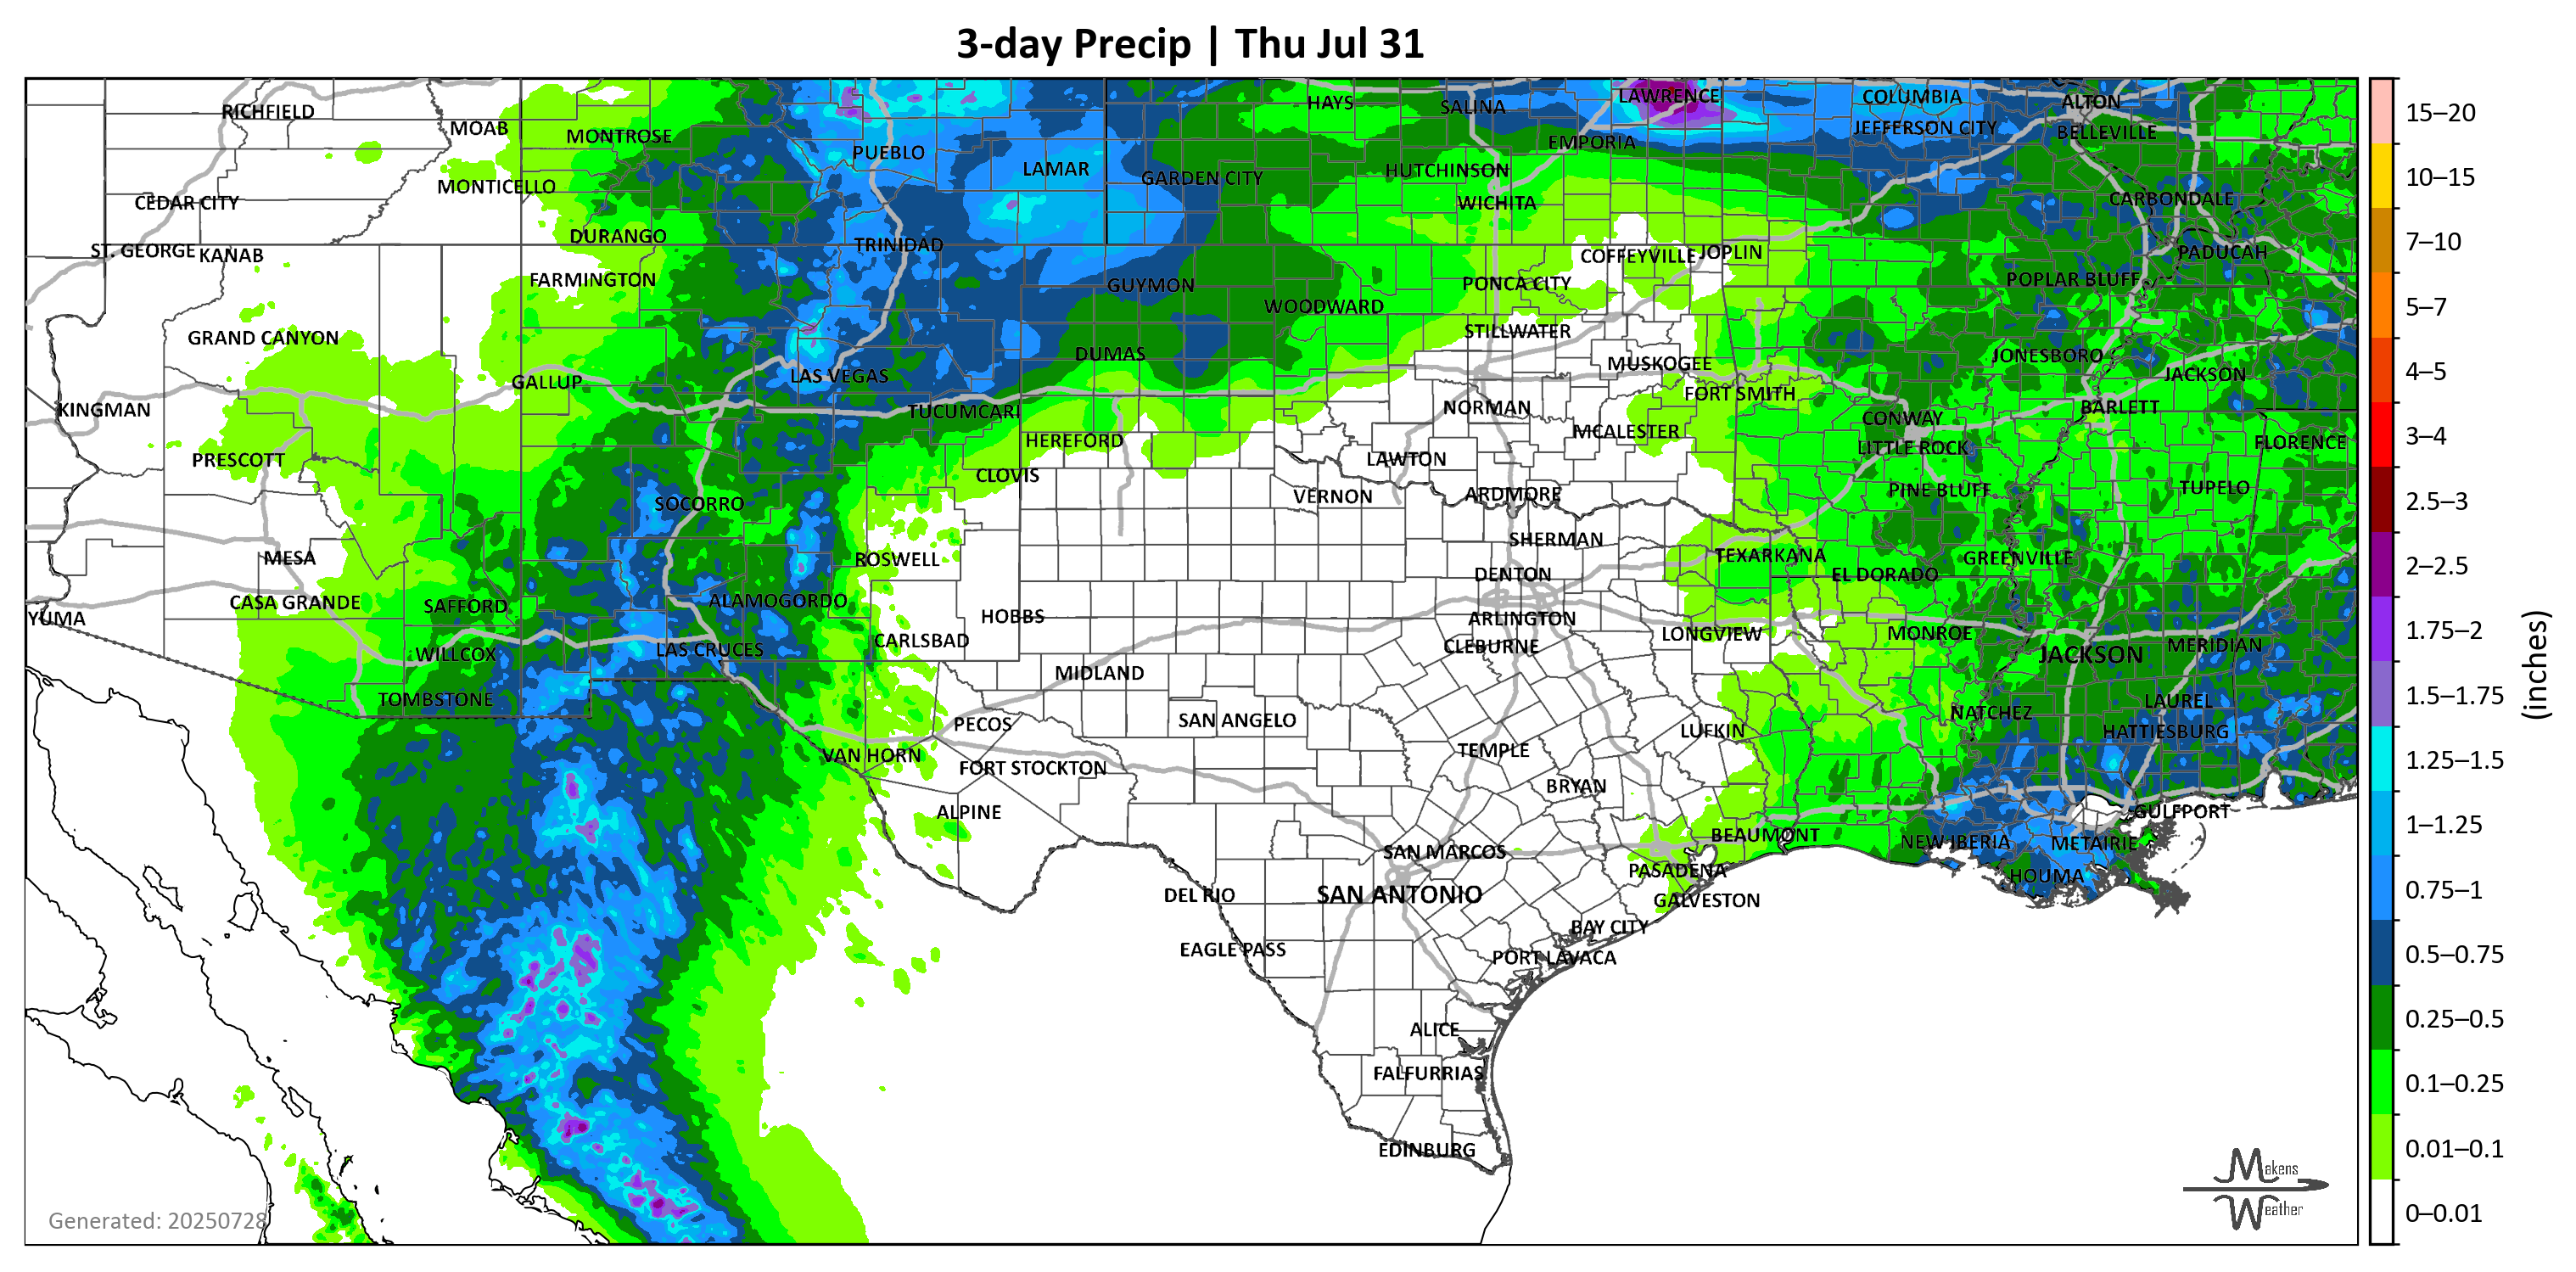 3-day Precip | Thu Jul 31
RICHFIELD
MOAB
MONTROSE
PUEBLO
LAMAR
GARDEN CITY
HAYS
SALINA
LAWRENCE
EMPORIA
COLUMBIA
JEFFERSON CITY
ALTON
BELLEVILLE
MONTICELLO
HUTCHINSON
WICHITA
CARBONDALE
CEDAR CITY
DURANGO
TRINIDAD
ST. GEORGE
KANAB
COFFEYVILLE
JOPLIN
PADUCAH
FARMINGTON
GUYMON
WOODWARD
PONCA CITY
POPLAR BLUFF
GRAND CANYON
STILLWATER
DUMAS
MUSKOGEE
JONESBORO
JACKSON
GALLUP
LAS VEGAS
FORT SMITH
KINGMAN
TUCUMCARI
NORMAN
CONWAY
BARLETT
HEREFORD
MCALESTER
LITTLE ROCK
FLORENCE
PRESCOTT
CLOVIS
LAWTON
VERNON
ARDMORE
PINE BLUFF
TUPELO
SOCORRO
MESA
ROSWELL
SHERMAN
TEXARKANA
GREENVILLE
DENTON
EL DORADO
CASA GRANDE
SAFFORD
ALAMOGORDO
YUMA
HOBBS
ARLINGTON
CARLSBAD
CLEBURNE
LONGVIEW
MONROE
WILLCOX
LAS CRUCES
JACKSON
MERIDIAN
MIDLAND
TOMBSTONE
PECOS
SAN ANGELO
NATCHEZ
LAUREL
LUFKIN
HATTIESBURG
VAN HORN
FORT STOCKTON
TEMPLE
BRYAN
ALPINE
GULFPORT
BEAUMONT
NEW IBERIA
METAIRIE
SAN MARCOS
PASADENA
HOUMA
DEL RIO
SAN ANTONIO
GALVESTON
BAY CITY
EAGLE PASS
PORT LAVACA
ALICE
FALFURRIAS
EDINBURG
Generated: 20250728
Makens
Weather
15–20
10–15
7–10
5–7
4–5
3–4
2.5–3
2–2.5
1.75–2
1.5–1.75
1.25–1.5
1–1.25
0.75–1
0.5–0.75
0.25–0.5
0.1–0.25
0.01–0.1
0–0.01
(inches)